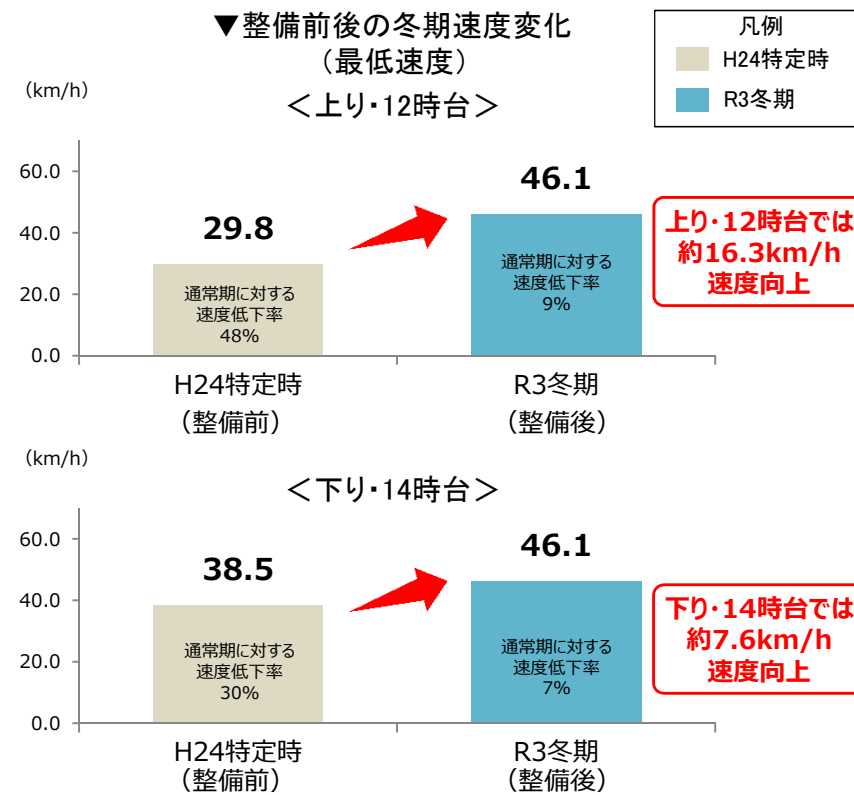 ▼整備前後の冬期速度変化
（最低速度）
凡例
H24特定時
R3冬期
（km/h）
＜上り・12時台＞
60.0
40.0
20.0
0.0
29.8
46.1
通常期に対する
速度低下率
48%
通常期に対する
速度低下率
9%
上り・12時台では
約16.3km/h
速度向上
H24特定時
（整備前）
R3冬期
（整備後）
（km/h）
＜下り・14時台＞
60.0
40.0
20.0
0.0
38.5
46.1
通常期に対する
速度低下率
30%
通常期に対する
速度低下率
7%
下り・14時台では
約7.6km/h
速度向上
H24特定時
（整備前）
R3冬期
（整備後）